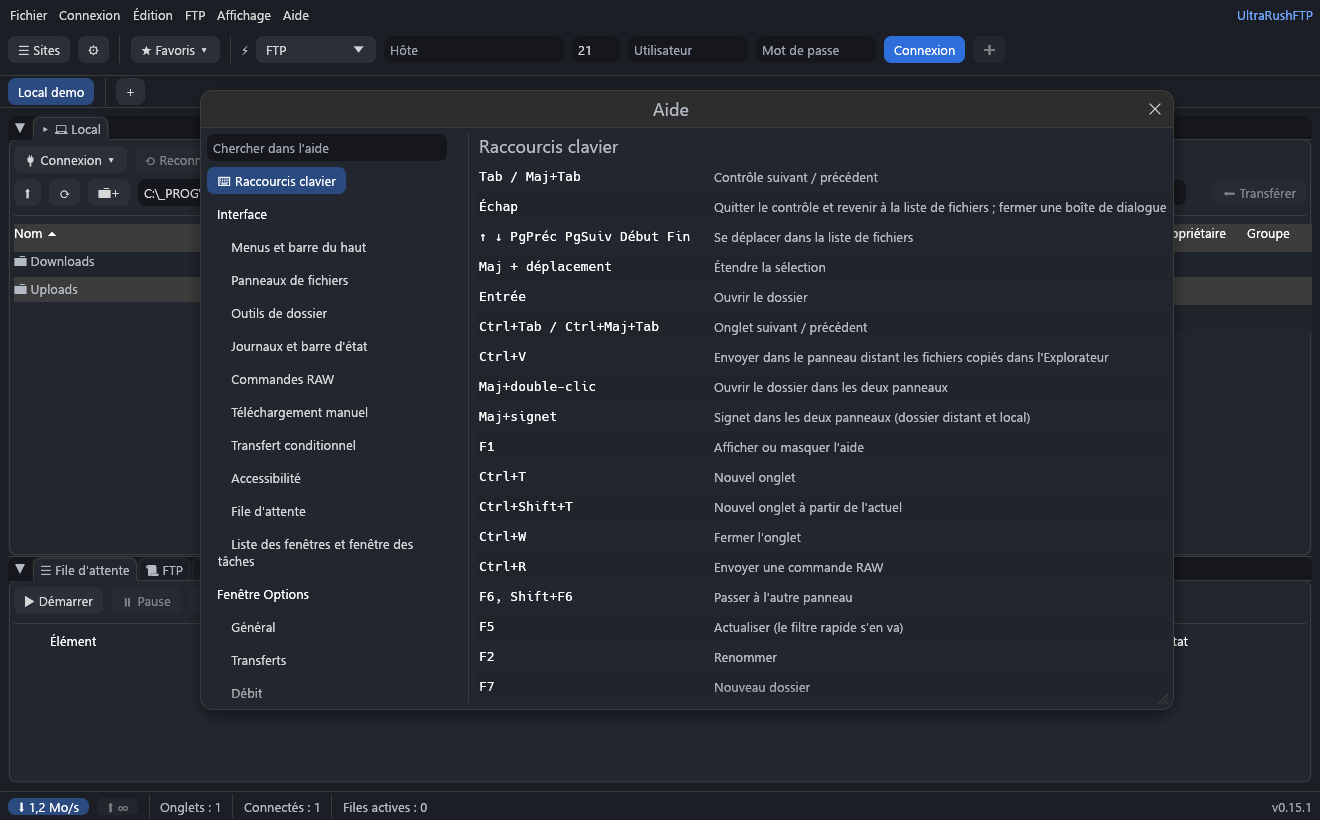 Fichier Connexion Édition FTP Affichage Aide UltraRushFTP
Sites Favoris FTP Hôte 21 Utilisateur Mot de passe Connexion +
Local demo +
Aide
Local
Connexion Reconn
C:\_PROG
Transférer
Nom
opriétaire Groupe
Downloads
Uploads
Chercher dans l'aide
Raccourcis clavier
Interface
Menus et barre du haut
Panneaux de fichiers
Outils de dossier
Journaux et barre d'état
Commandes RAW
Téléchargement manuel
Transfert conditionnel
Accessibilité
File d'attente
Liste des fenêtres et fenêtre des
tâches
Fenêtre Options
Général
Transferts
Débit
Raccourcis clavier
Tab / Maj+Tab Contrôle suivant / précédent
Échap Quitter le contrôle et revenir à la liste de fichiers ; fermer une boîte de dialogue
↑ ↓ PgPréc PgSuiv Début Fin Se déplacer dans la liste de fichiers
Maj + déplacement Étendre la sélection
Entrée Ouvrir le dossier
Ctrl+Tab / Ctrl+Maj+Tab Onglet suivant / précédent
Ctrl+V Envoyer dans le panneau distant les fichiers copiés dans l'Explorateur
Maj+double-clic Ouvrir le dossier dans les deux panneaux
Maj+signet Signet dans les deux panneaux (dossier distant et local)
F1 Afficher ou masquer l'aide
Ctrl+T Nouvel onglet
Ctrl+Shift+T Nouvel onglet à partir de l'actuel
Ctrl+W Fermer l'onglet
Ctrl+R Envoyer une commande RAW
F6, Shift+F6 Passer à l'autre panneau
F5 Actualiser (le filtre rapide s'en va)
F2 Renommer
F7 Nouveau dossier
File d'attente FTP
Démarrer Pause
Élément
tat
1,2 Mo/s ∞ Onglets : 1 Connectés : 1 Files actives : 0 v0.15.1